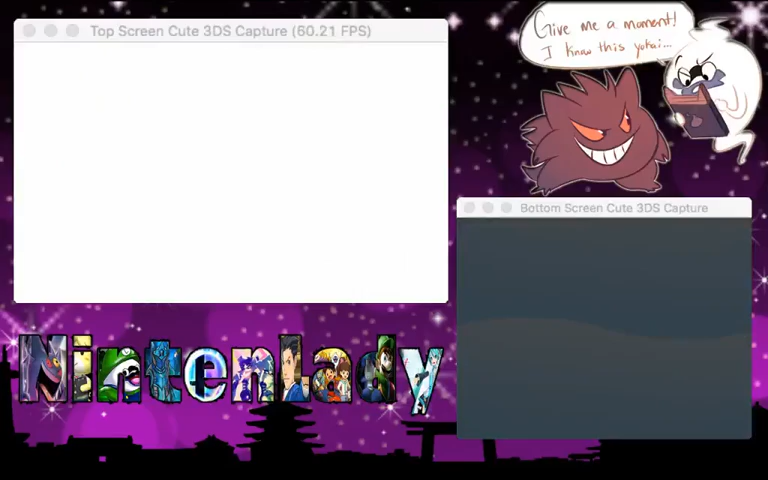 Top Screen Cute 3DS Capture (60.21 FPS)
Give me a moment!
I know this yokai...
Bottom Screen Cute 3DS Capture
Nintenlady